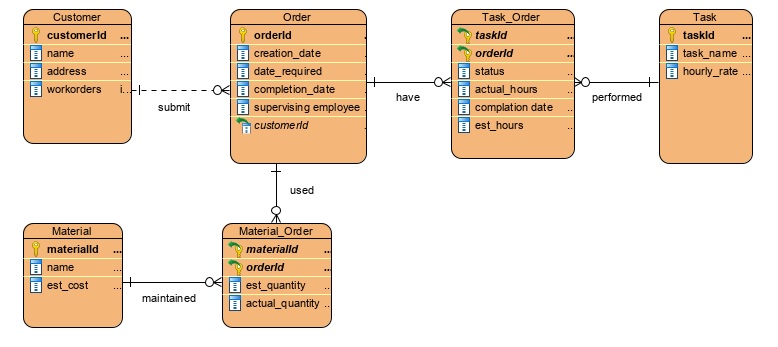 Customer
customerId ...
name ...
address ...
workorders i...
submit
Order
orderId .
creation_date .
date_required .
completion_date .
supervising employee .
customerId .
have
Task_Order
taskId ...
orderId ...
status ..
actual_hours ..
complation date ..
est_hours ..
performed
Task
taskId ...
task_name ...
hourly_rate ...
used
Material
materialId ...
name ...
est_cost ...
maintained
Material_Order
materialId ...
orderId ...
est_quantity ..
actual_quantity ..